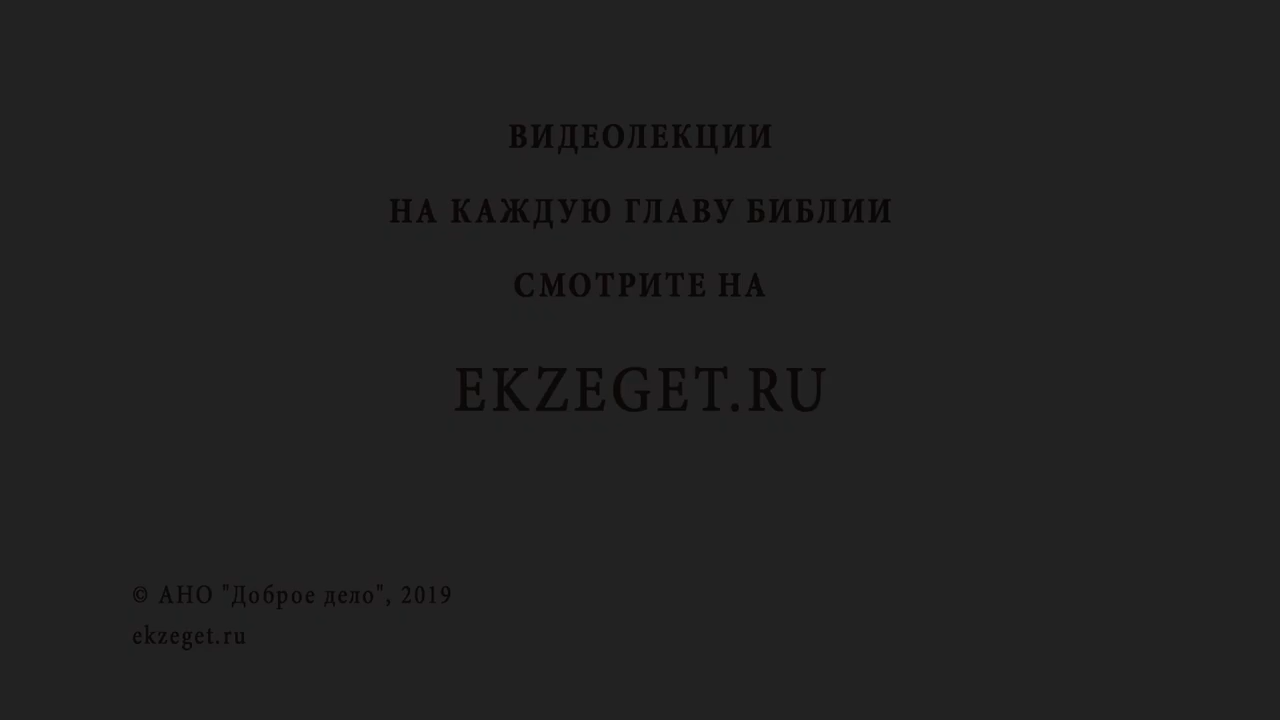 ВИДЕОЛЕКЦИИ
НА КАЖДУЮ ГЛАВУ БИБЛИИ
СМОТРИТЕ НА
EKZEGET.RU
© АНО "Доброе дело", 2019
ekzeget.ru